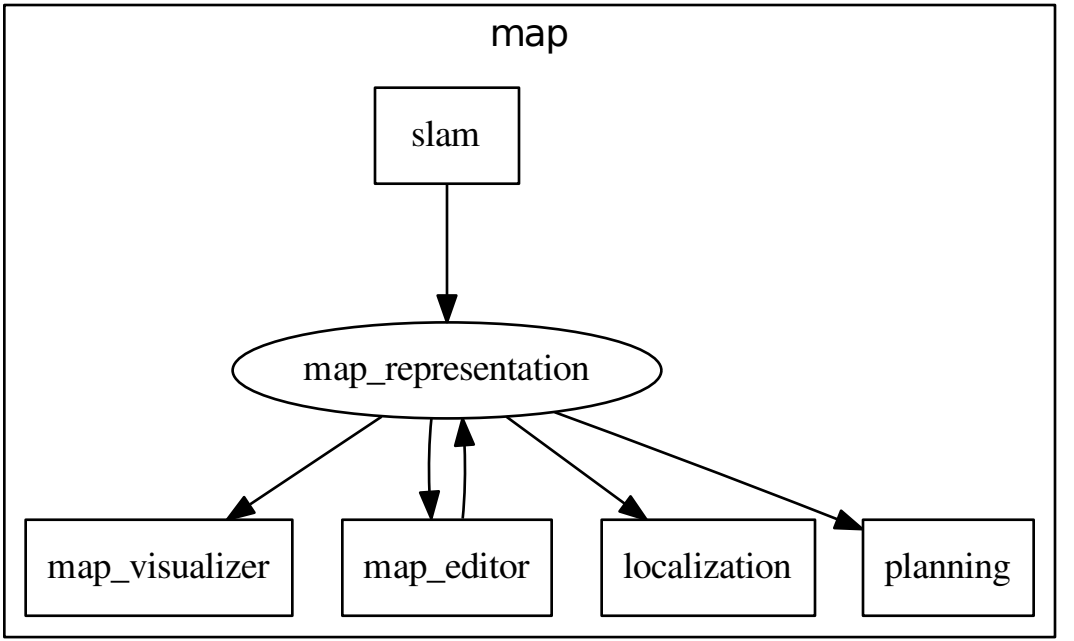 map
slam
map_representation
map_visualizer
map_editor
localization
planning